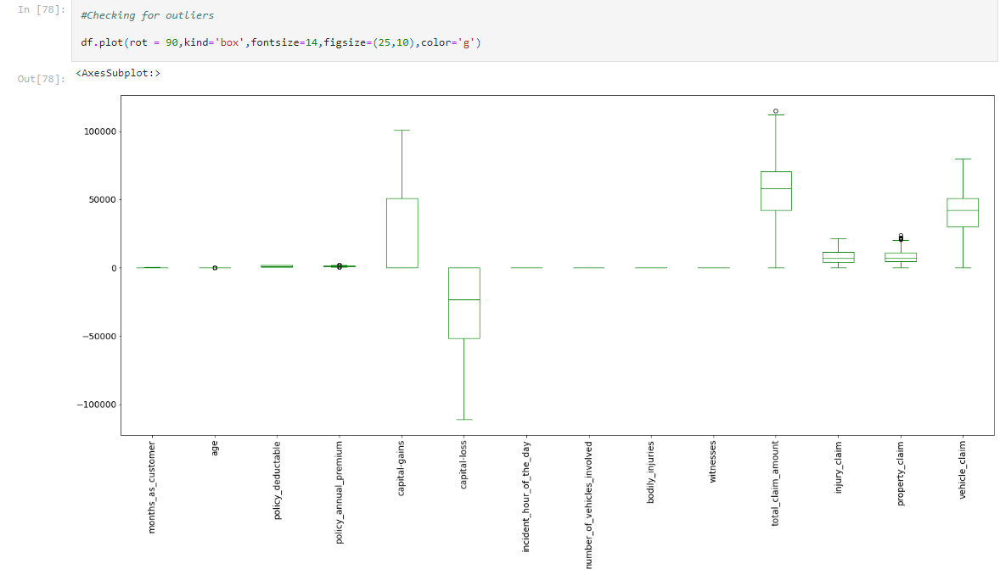 In [78]:
#Checking for outliers
df.plot(rot = 90,kind='box',fontsize=14,figsize=(25,10),color='g')
Out[78]:
<AxesSubplot:>
100000
50000
0
−50000
−100000
months_as_customer
age
policy_deductable
policy_annual_premium
capital-gains
capital-loss
incident_hour_of_the_day
number_of_vehicles_involved
bodily_injuries
witnesses
total_claim_amount
injury_claim
property_claim
vehicle_claim